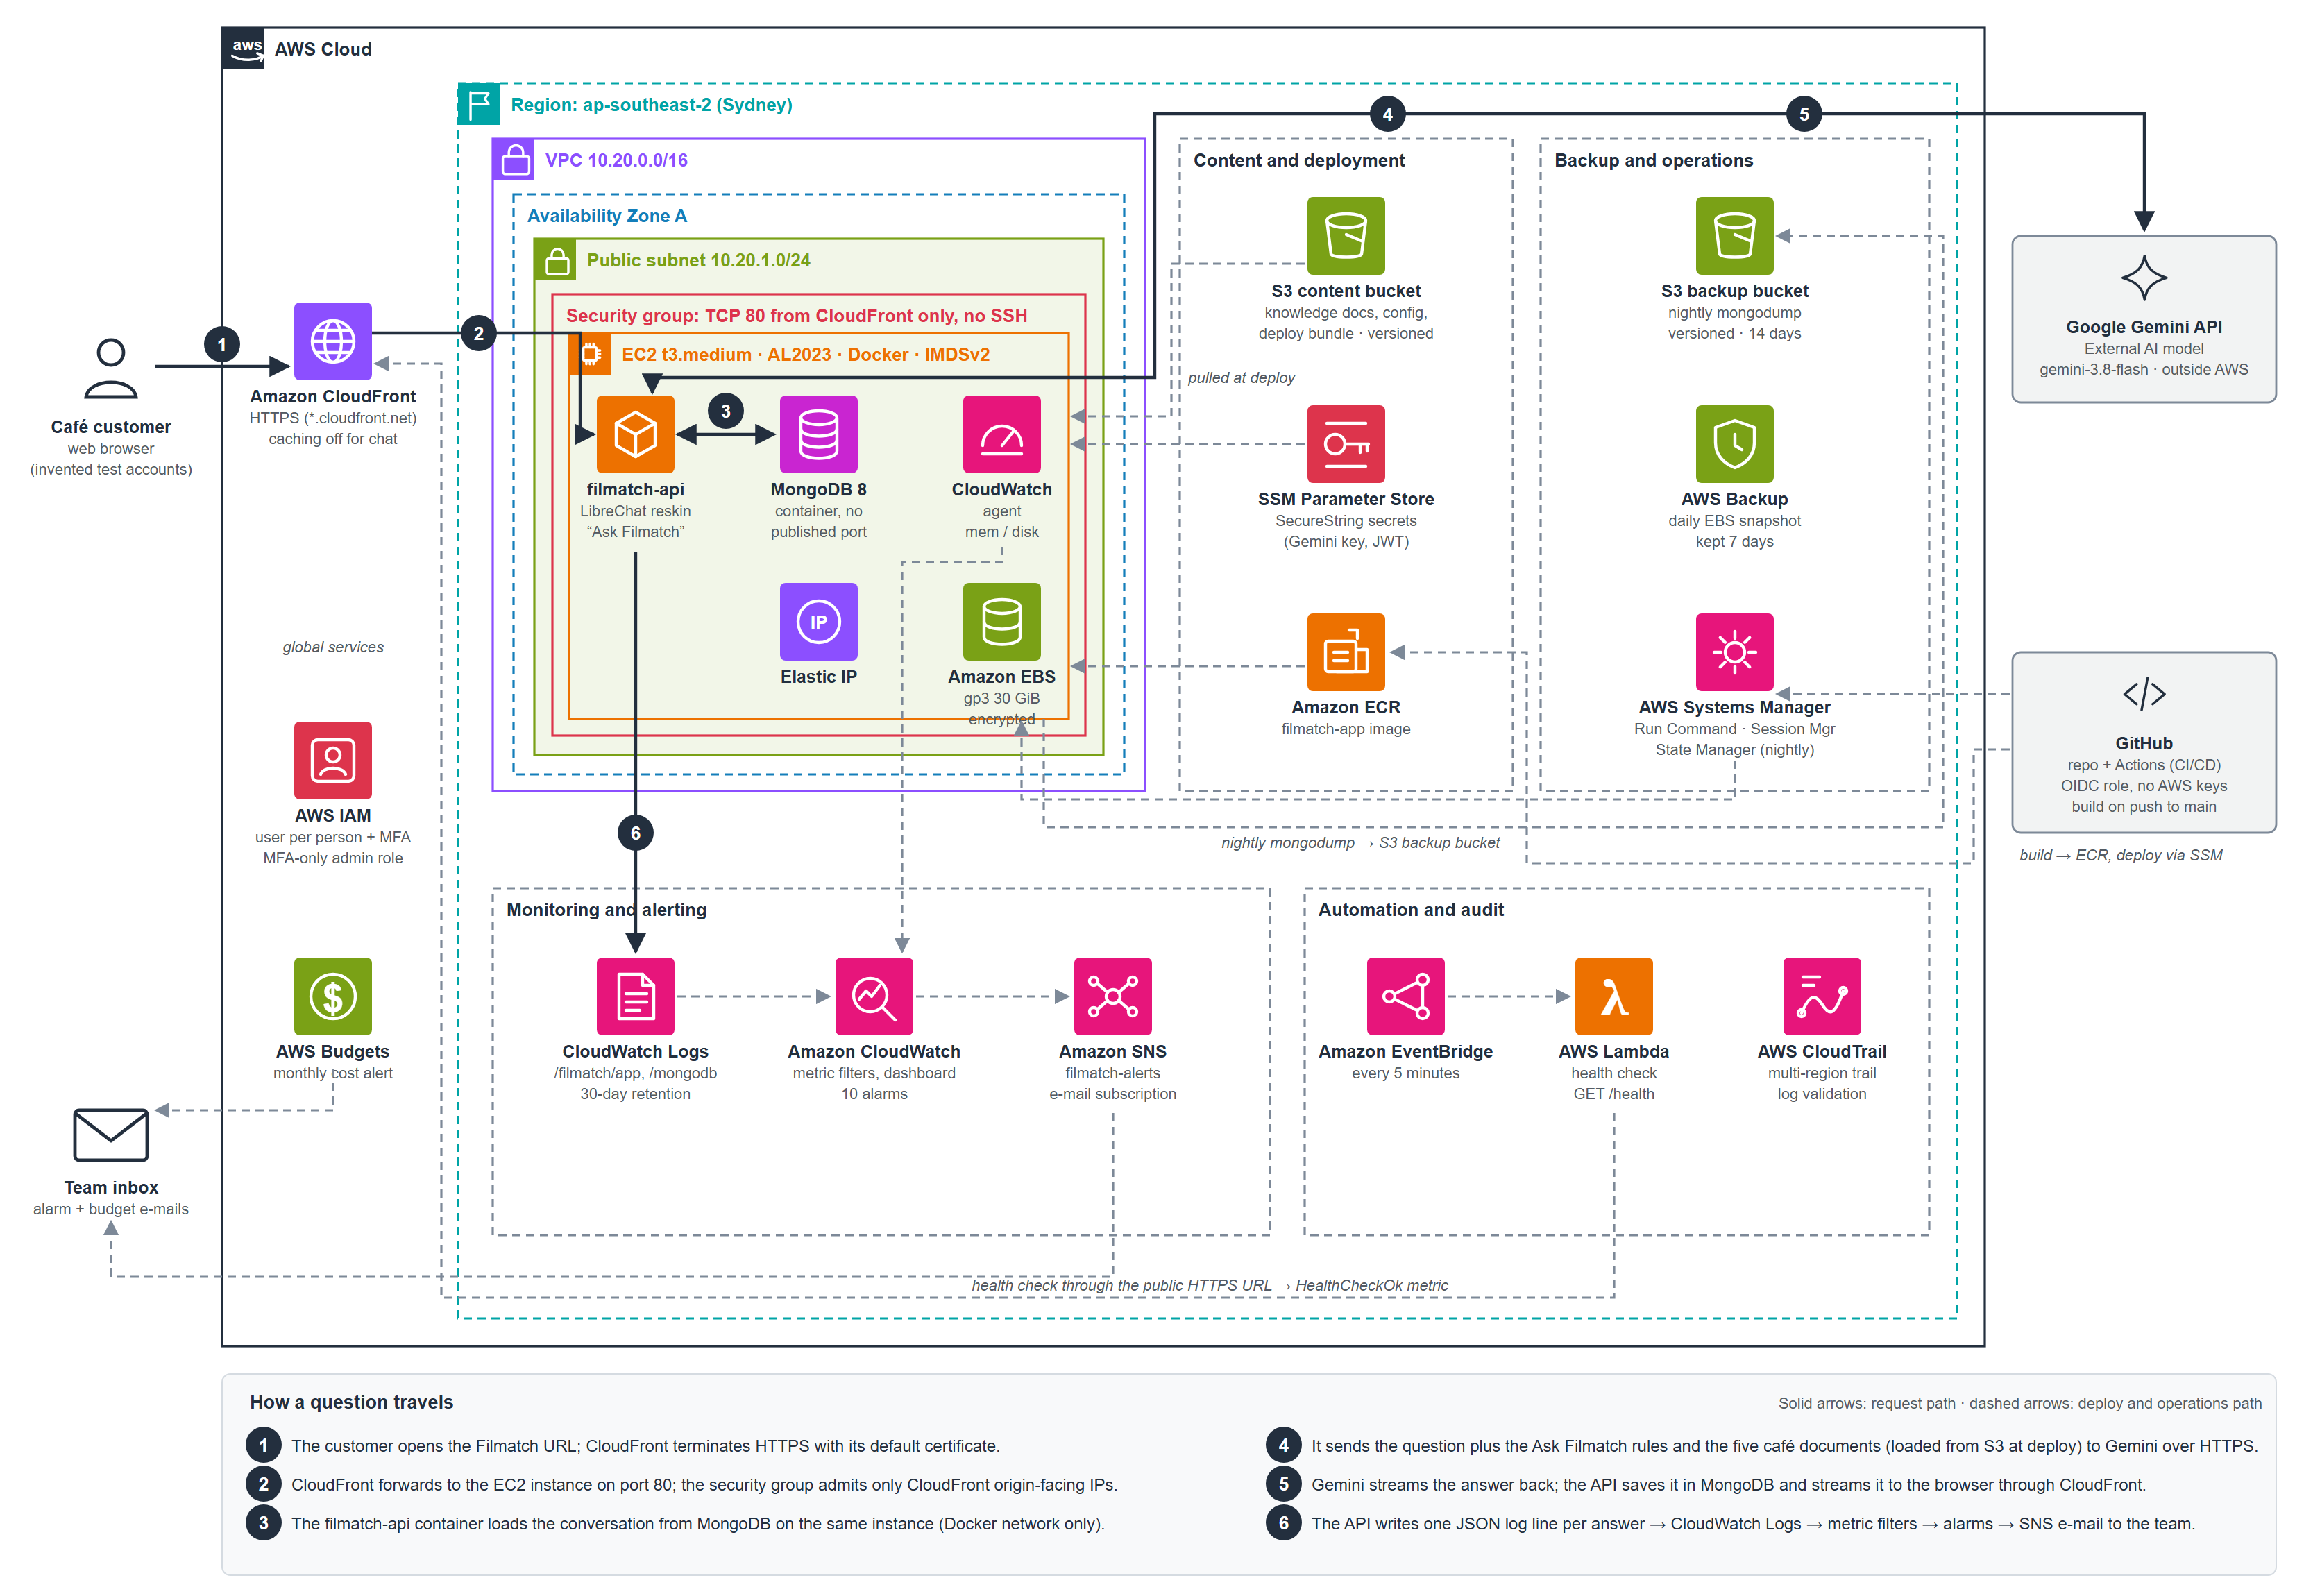 aws
AWS Cloud
Region: ap-southeast-2 (Sydney)
4
5
VPC 10.20.0.0/16
Content and deployment
Backup and operations
Availability Zone A
Public subnet 10.20.1.0/24
S3 content bucket
knowledge docs, config,
deploy bundle · versioned
S3 backup bucket
nightly mongodump
versioned · 14 days
Google Gemini API
External AI model
gemini-3.8-flash · outside AWS
Security group: TCP 80 from CloudFront only, no SSH
1
2
EC2 t3.medium · AL2023 · Docker · IMDSv2
pulled at deploy
Café customer
web browser
(invented test accounts)
Amazon CloudFront
HTTPS (*.cloudfront.net)
caching off for chat
3
filmatch-api
LibreChat reskin
“Ask Filmatch”
MongoDB 8
container, no
published port
CloudWatch
agent
mem / disk
SSM Parameter Store
SecureString secrets
(Gemini key, JWT)
AWS Backup
daily EBS snapshot
kept 7 days
IP
Elastic IP
Amazon EBS
gp3 30 GiB
encrypted
global services
Amazon ECR
filmatch-app image
AWS Systems Manager
Run Command · Session Mgr
State Manager (nightly)
GitHub
repo + Actions (CI/CD)
OIDC role, no AWS keys
build on push to main
build → ECR, deploy via SSM
AWS IAM
user per person + MFA
MFA-only admin role
6
nightly mongodump → S3 backup bucket
Monitoring and alerting
Automation and audit
$
AWS Budgets
monthly cost alert
CloudWatch Logs
/filmatch/app, /mongodb
30-day retention
Amazon CloudWatch
metric filters, dashboard
10 alarms
Amazon SNS
filmatch-alerts
e-mail subscription
Amazon EventBridge
every 5 minutes
λ
AWS Lambda
health check
GET /health
AWS CloudTrail
multi-region trail
log validation
Team inbox
alarm + budget e-mails
health check through the public HTTPS URL → HealthCheckOk metric
How a question travels
Solid arrows: request path · dashed arrows: deploy and operations path
1 The customer opens the Filmatch URL; CloudFront terminates HTTPS with its default certificate.
2 CloudFront forwards to the EC2 instance on port 80; the security group admits only CloudFront origin-facing IPs.
3 The filmatch-api container loads the conversation from MongoDB on the same instance (Docker network only).
4 It sends the question plus the Ask Filmatch rules and the five café documents (loaded from S3 at deploy) to Gemini over HTTPS.
5 Gemini streams the answer back; the API saves it in MongoDB and streams it to the browser through CloudFront.
6 The API writes one JSON log line per answer → CloudWatch Logs → metric filters → alarms → SNS e-mail to the team.